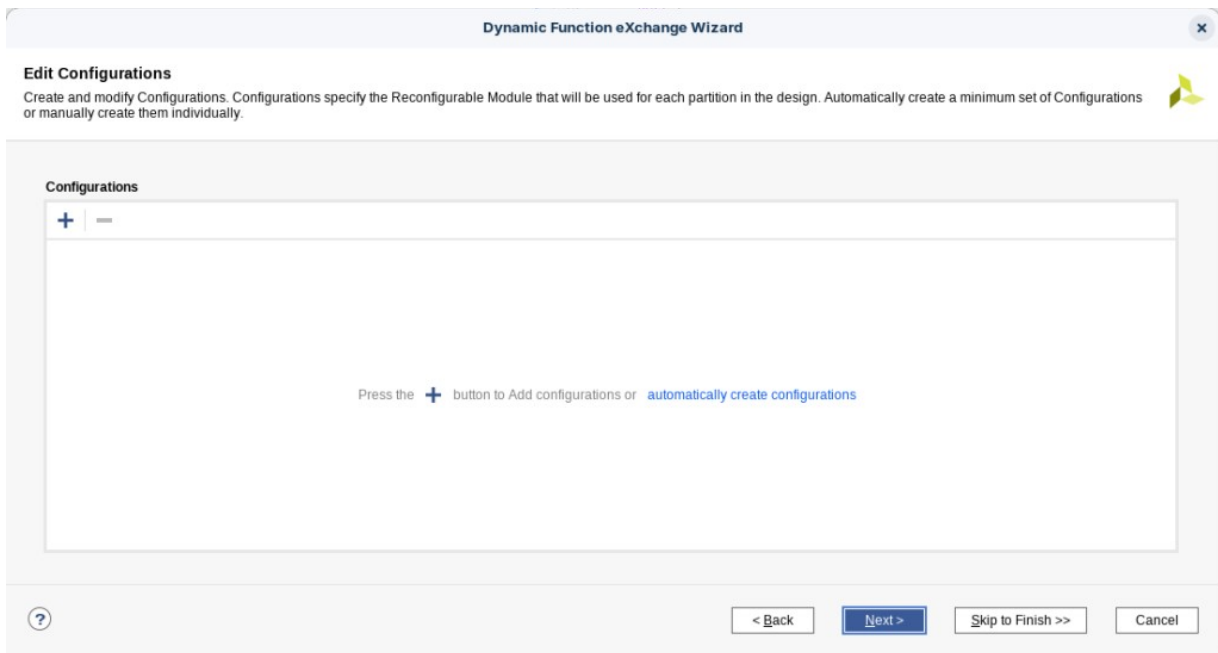 Dynamic Function eXchange Wizard
Edit Configurations
Create and modify Configurations. Configurations specify the Reconfigurable Module that will be used for each partition in the design. Automatically create a minimum set of Configurations
or manually create them individually.
Configurations
Press the + button to Add configurations or automatically create configurations
? < Back Next > Skip to Finish >> Cancel